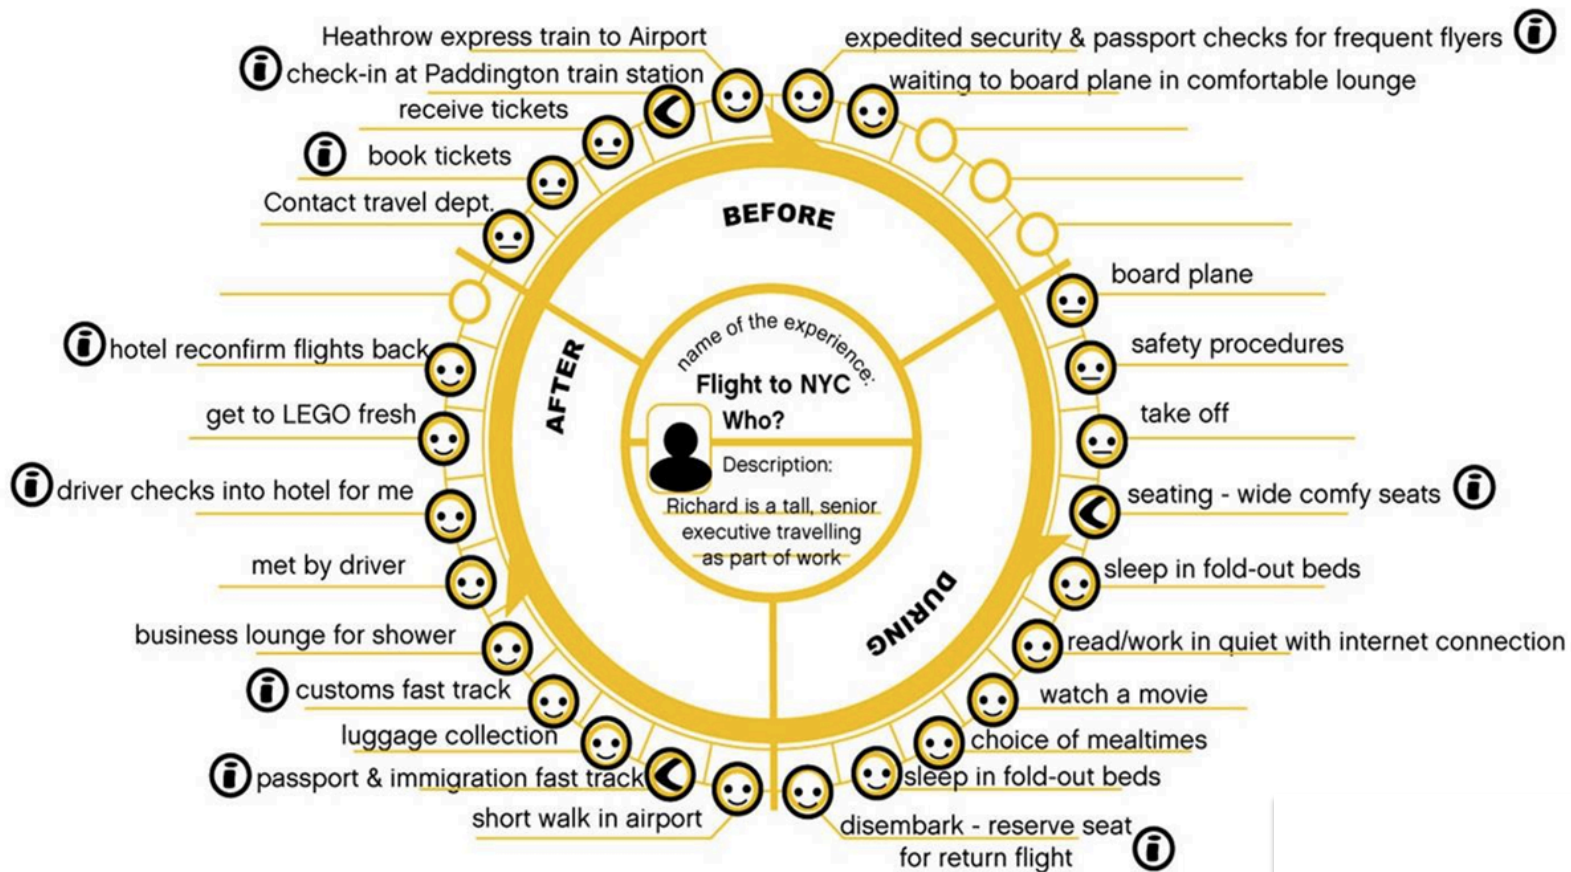 Heathrow express train to Airport
check-in at Paddington train station
receive tickets
book tickets
Contact travel dept.
expedited security & passport checks for frequent flyers
waiting to board plane in comfortable lounge
BEFORE
board plane
safety procedures
take off
seating - wide comfy seats
sleep in fold-out beds
read/work in quiet with internet connection
watch a movie
choice of mealtimes
sleep in fold-out beds
disembark - reserve seat
for return flight
DURING
short walk in airport
passport & immigration fast track
luggage collection
customs fast track
business lounge for shower
met by driver
driver checks into hotel for me
get to LEGO fresh
hotel reconfirm flights back
AFTER
name of the experience:
Flight to NYC
Who?
Description:
Richard is a tall, senior
executive travelling
as part of work